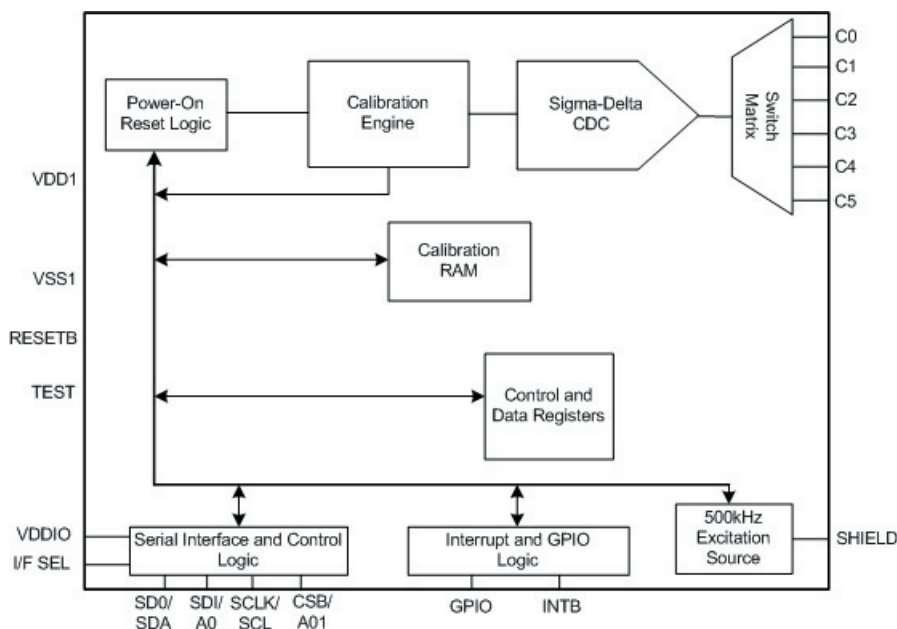 C0
C1
C2
C3
C4
C5
Power-On
Reset Logic
Calibration
Engine
Sigma-Delta
CDC
Switch
Matrix
VDD1
VSS1
RESETB
TEST
Calibration
RAM
Control and
Data Registers
VDDIO
I/F SEL
Serial Interface and Control
Logic
Interrupt and GPIO
Logic
500kHz
Excitation
Source
SHIELD
SD0/
SDA
SDI/
A0
SCLK/
SCL
CSB/
A01
GPIO
INTB